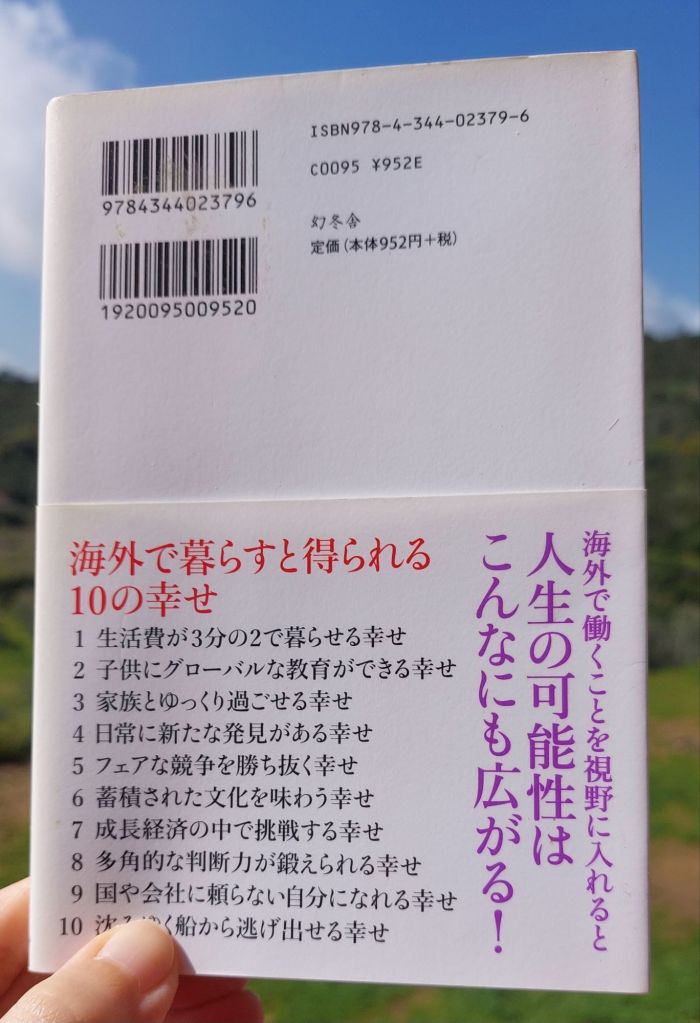 9784344023796
1920095009520
ISBN978-4-344-02379-6
C0095 ¥952E
幻冬舎
定価(本体952円+税)
海外で働くことを視野に入れると
人生の可能性は
こんなにも広がる!
海外で暮らすと得られる
10の幸せ
1 生活費が3分の2で暮らせる幸せ
2 子供にグローバルな教育ができる幸せ
3 家族とゆっくり過ごせる幸せ
4 日常に新たな発見がある幸せ
5 フェアな競争を勝ち抜く幸せ
6 蓄積された文化を味わう幸せ
7 成長経済の中で挑戦する幸せ
8 多角的な判断力が鍛えられる幸せ
9 国や会社に頼らない自分になれる幸せ
10 沈みゆく船から逃げ出せる幸せ